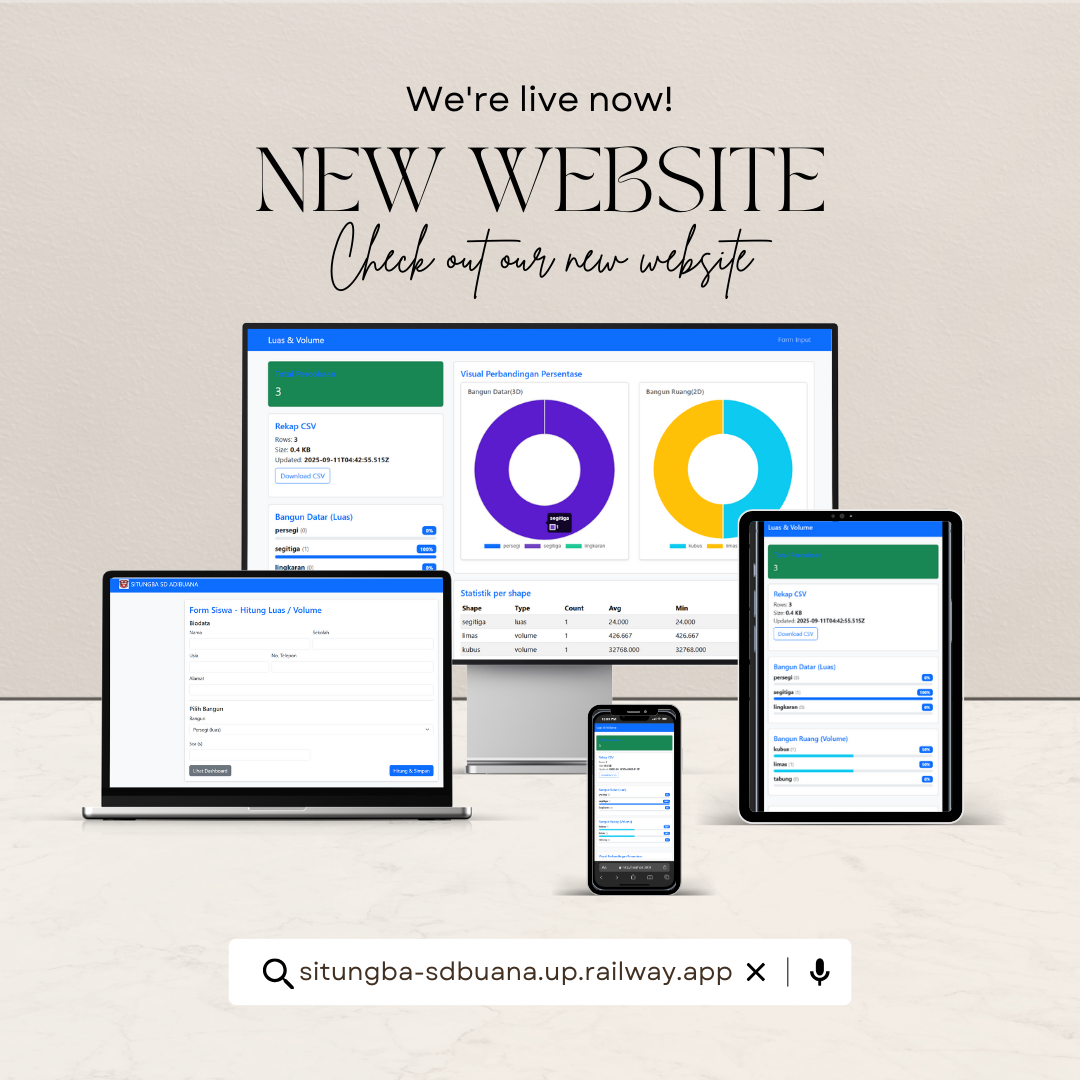 We're live now!
NEW WEBSITE
Check out our new website
Luas & Volume
Form Input
3
Rekap CSV
Rows: 3
Size: 0.4 KB
Updated: 2025-09-11T04:42:55.515Z
Download CSV
Bangun Datar (Luas)
persegi (0) 0%
segitiga (1) 100%
lingkaran (0) 0%
Visual Perbandingan Persentase
Bangun Datar(3D)
segitiga
1
persegi segitiga lingkaran
Bangun Ruang(2D)
kubus limas
Statistik per shape
Shape Type Count Avg Min
segitiga luas 1 24.000 24.000
limas volume 1 426.667 426.667
kubus volume 1 32768.000 32768.000
SITUNGBA SD ADIBUANA
Form Siswa - Hitung Luas / Volume
Biodata
Nama Sekolah
Usia No. Telepon
Alamat
Pilih Bangun
Bangun
Persegi (luas)
Sisi (s)
Lihat Dashboard Hitung & Simpan
Luas & Volume
3
Rekap CSV
Rows: 3
Size: 0.4 KB
Updated: 2025-09-11T04:42:55.515Z
Download CSV
Bangun Datar (Luas)
persegi (0) 0%
segitiga (1) 100%
lingkaran (0) 0%
Bangun Ruang (Volume)
kubus (1) 50%
limas (1) 50%
tabung (0) 0%
situngba-sdbuana.up.railway.app